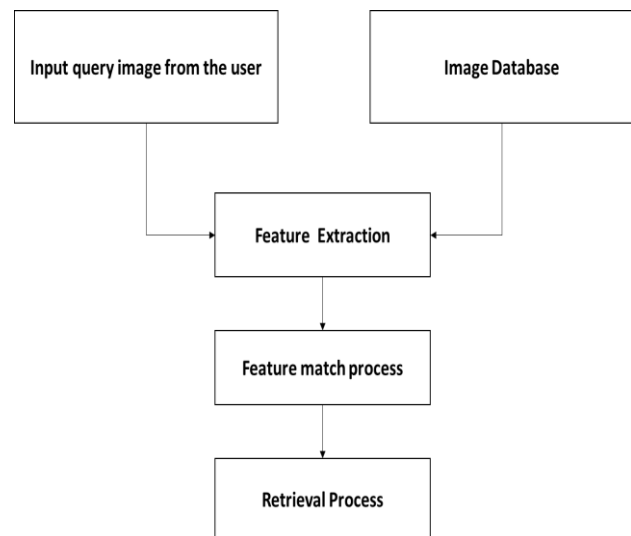 Input query image from the user
Image Database
Feature Extraction
Feature match process
Retrieval Process